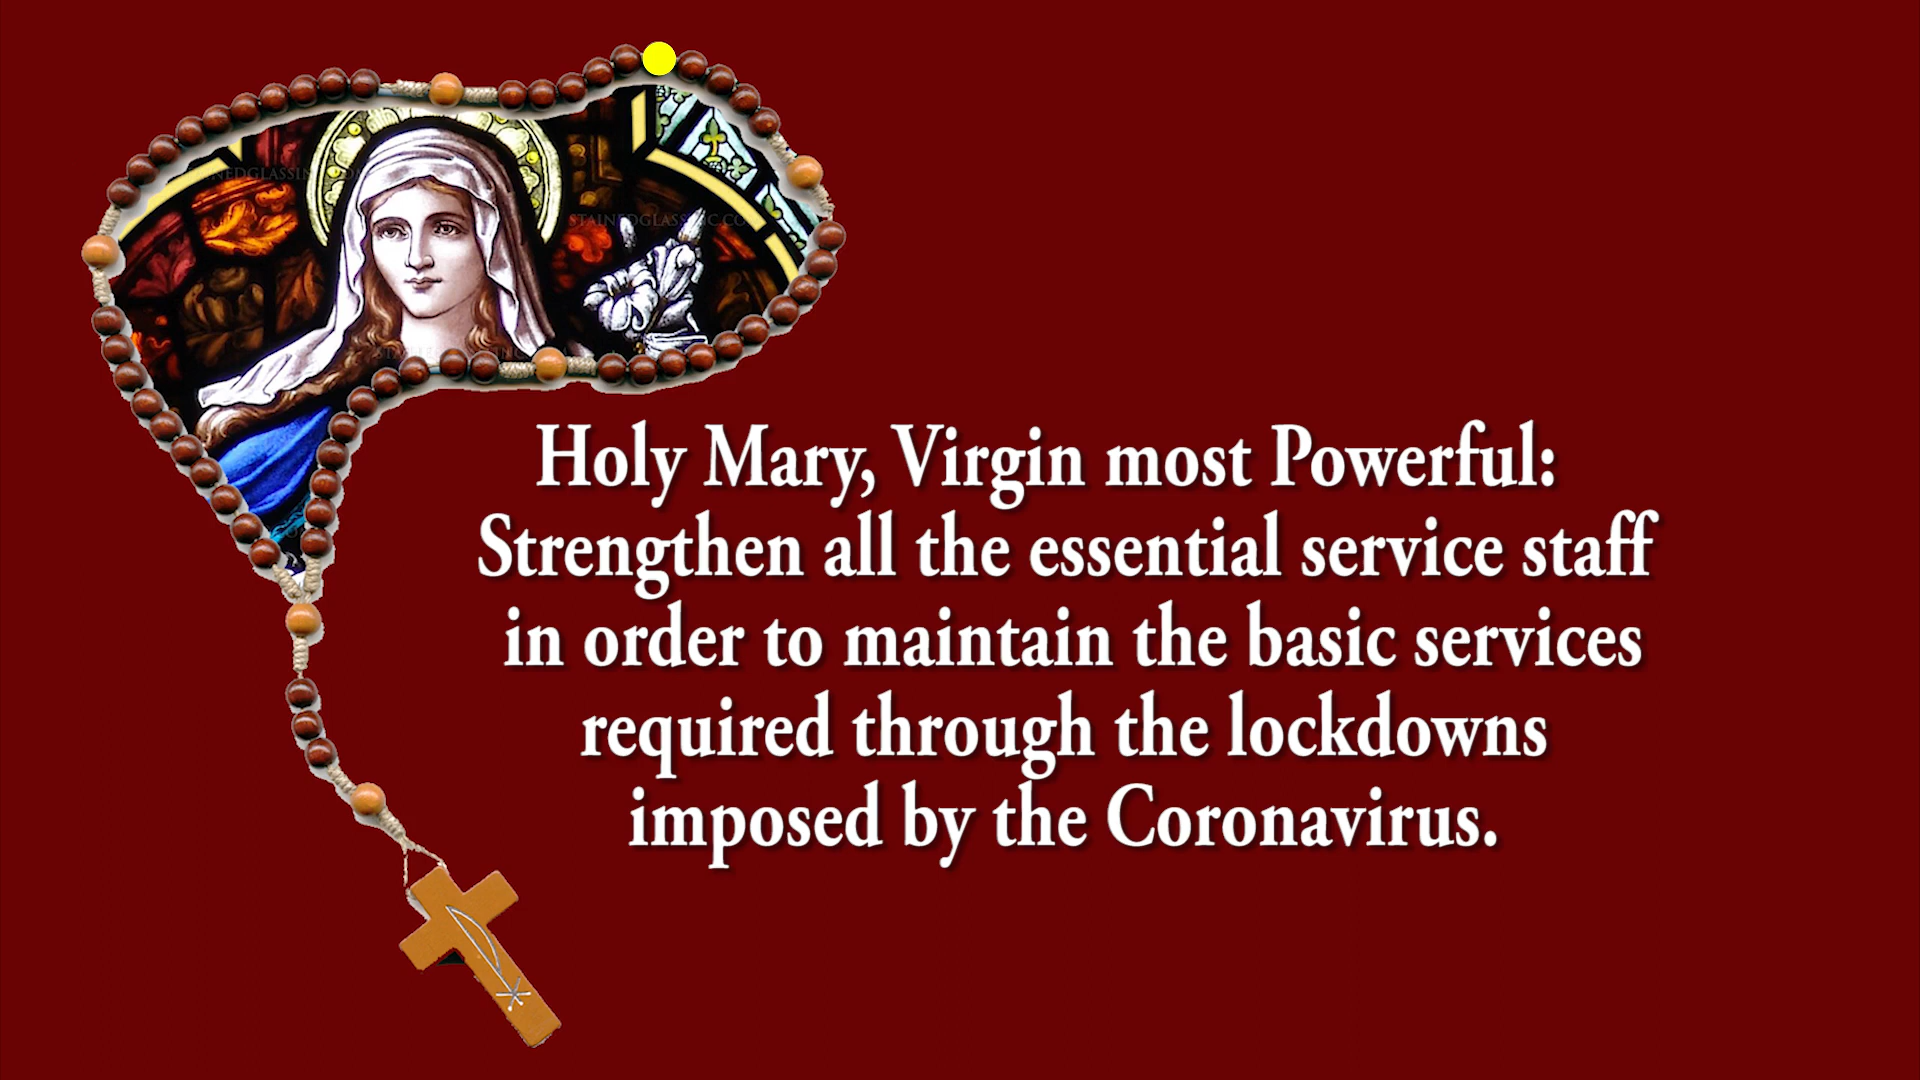 Holy Mary, Virgin most Powerful:
Strengthen all the essential service staff
in order to maintain the basic services
required through the lockdowns
imposed by the Coronavirus.